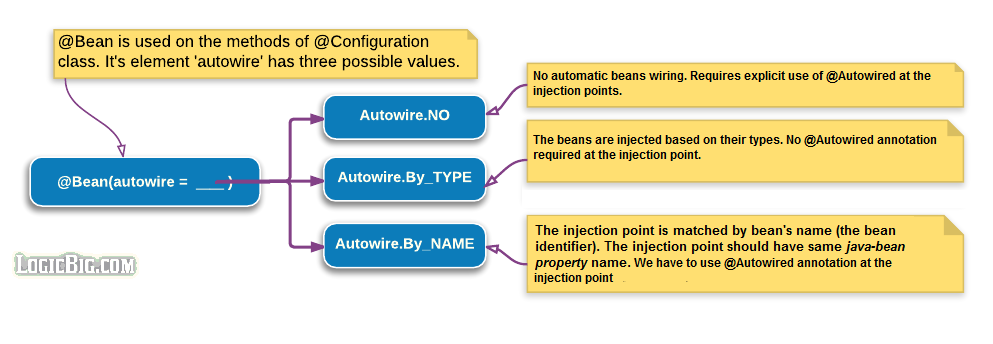 @Bean is used on the methods of @Configuration
class. It's element 'autowire' has three possible values.
No automatic beans wiring. Requires explicit use of @Autowired at the
injection points.
Autowire.NO
The beans are injected based on their types. No @Autowired annotation
required at the injection point.
@Bean(autowire = ___ )
Autowire.By_TYPE
Autowire.By_NAME
The injection point is matched by bean's name (the bean
identifier). The injection point should have same java-bean
property name. We have to use @Autowired annotation at the
injection point
LogicBig.com